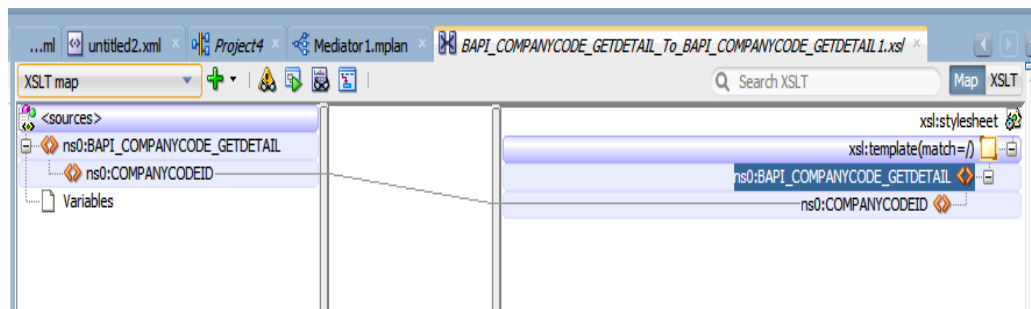 ...ml untitled2.xml Project4 Mediator1.mplan BAPI_COMPANYCODE_GETDETAIL_To_BAPI_COMPANYCODE_GETDETAIL1.xsl
XSLT map Search XSLT Map XSLT
<sources> xsl:stylesheet
ns0:BAPI_COMPANYCODE_GETDETAIL xsl:template(match=/)
ns0:COMPANYCODEID ns0:BAPI_COMPANYCODE_GETDETAIL
Variables ns0:COMPANYCODEID